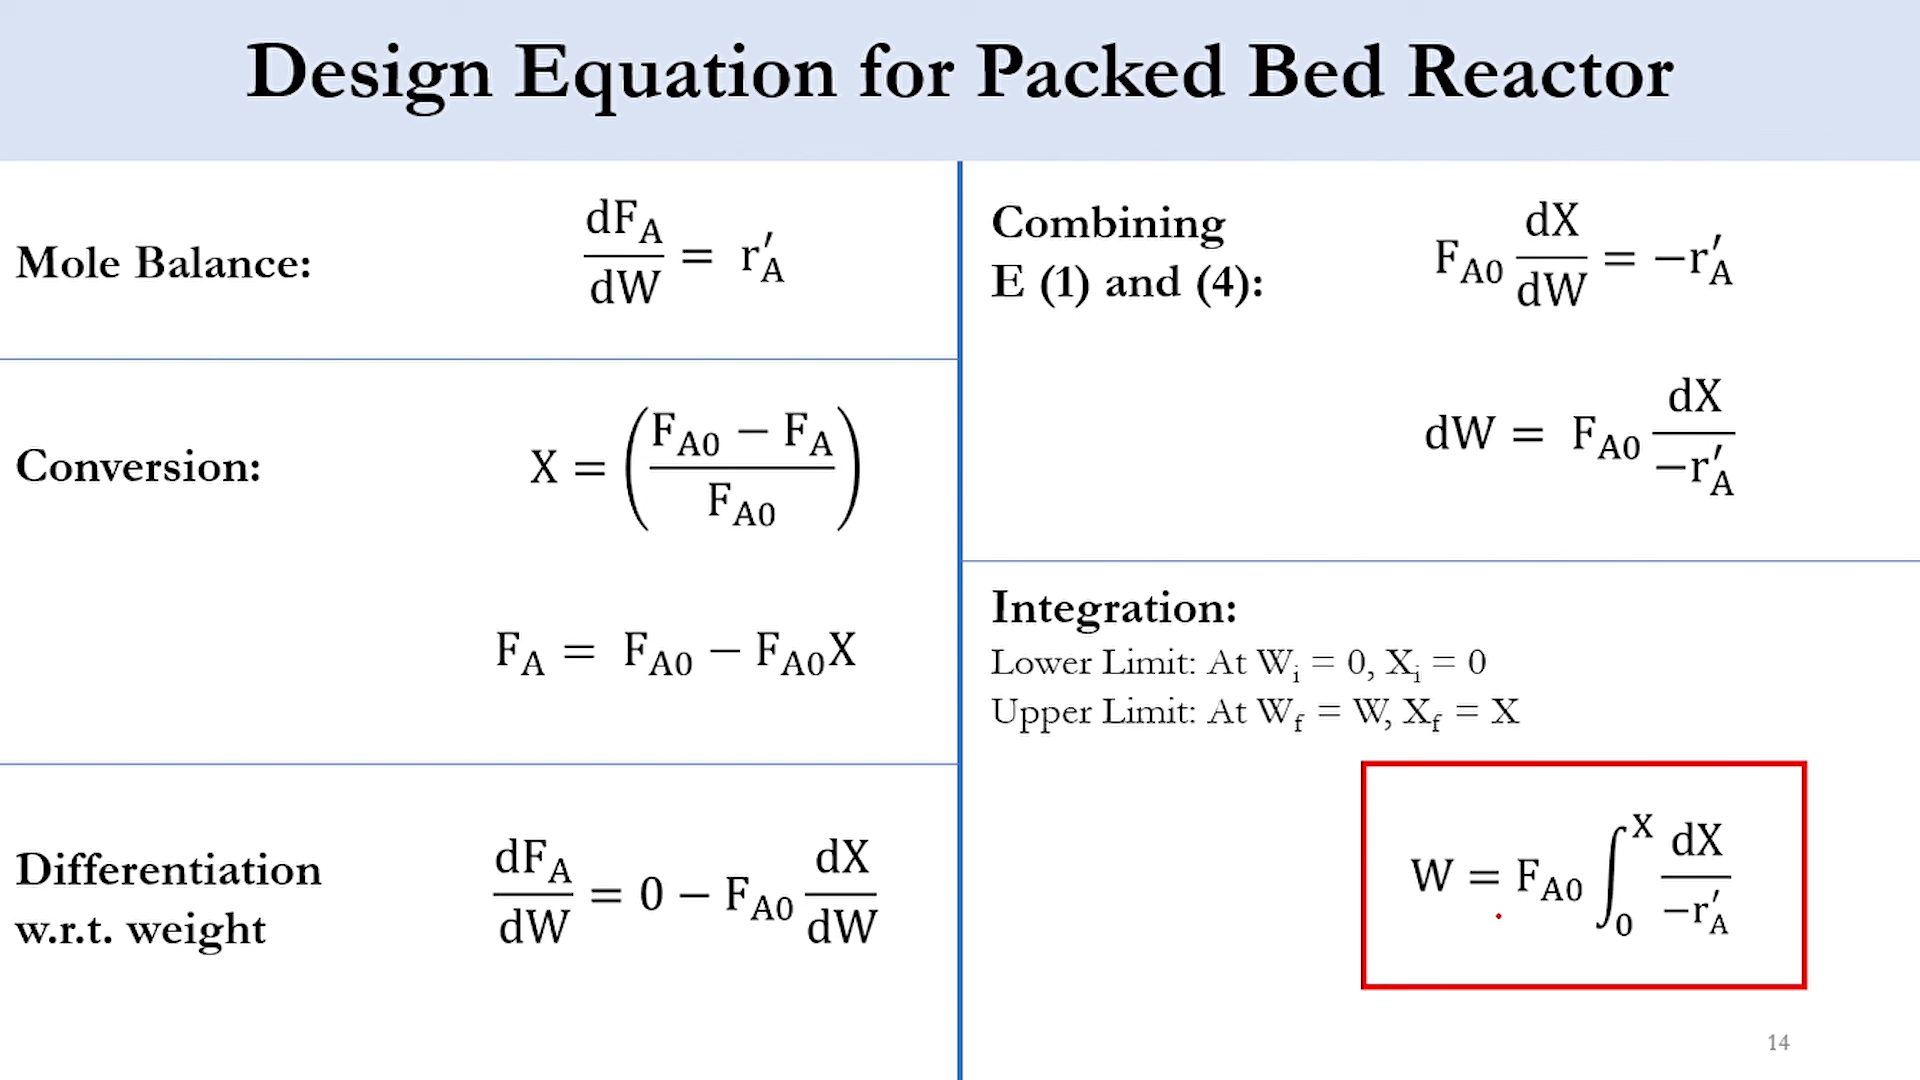 Design Equation for Packed Bed Reactor
Mole Balance:
dF_A/dW = r′_A
Conversion:
X = ((F_A0 − F_A)/F_A0)
F_A = F_A0 − F_A0X
Differentiation
w.r.t. weight
dF_A/dW = 0 − F_A0 dX/dW
Combining
E (1) and (4):
F_A0 dX/dW = −r′_A
dW = F_A0 dX/−r′_A
Integration:
Lower Limit: At W_i = 0, X_i = 0
Upper Limit: At W_f = W, X_f = X
W = F_A0 ∫_0^X dX/−r′_A
14